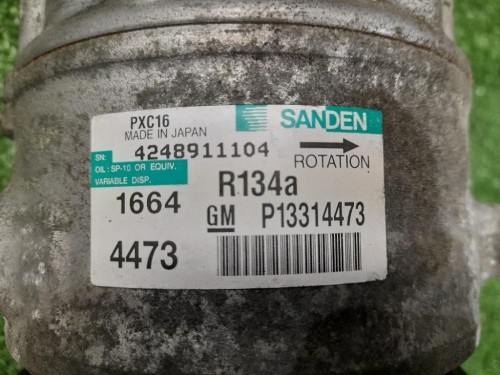 PXC16
MADE IN JAPAN
SANDEN
SN: 4248911104
ROTATION
OIL: SP-10 OR EQUIV.
VARIABLE DISP.
R134a
1664
GM P13314473
4473